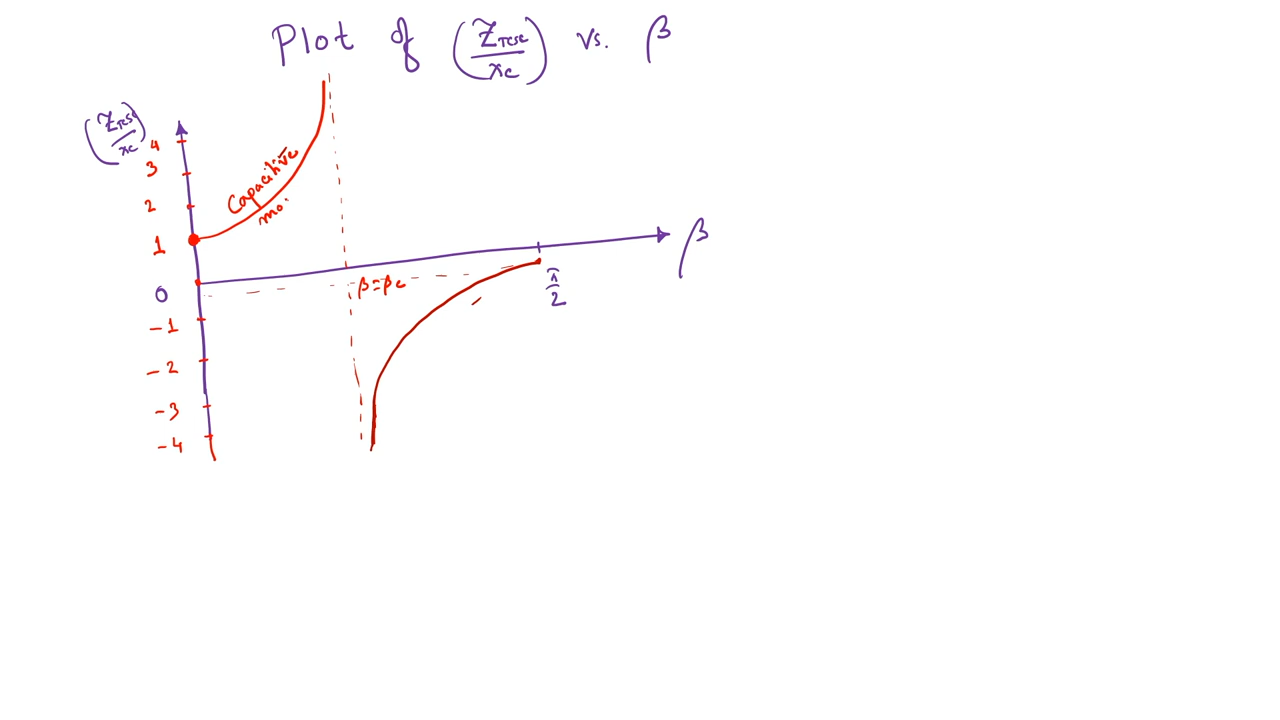 Plot of (Z_TCSC / x_c) vs. β
(Z_TCSC / x_c)
4
3
2
1
0
-1
-2
-3
-4
Capacitive
mo.
β=βc
π/2
β